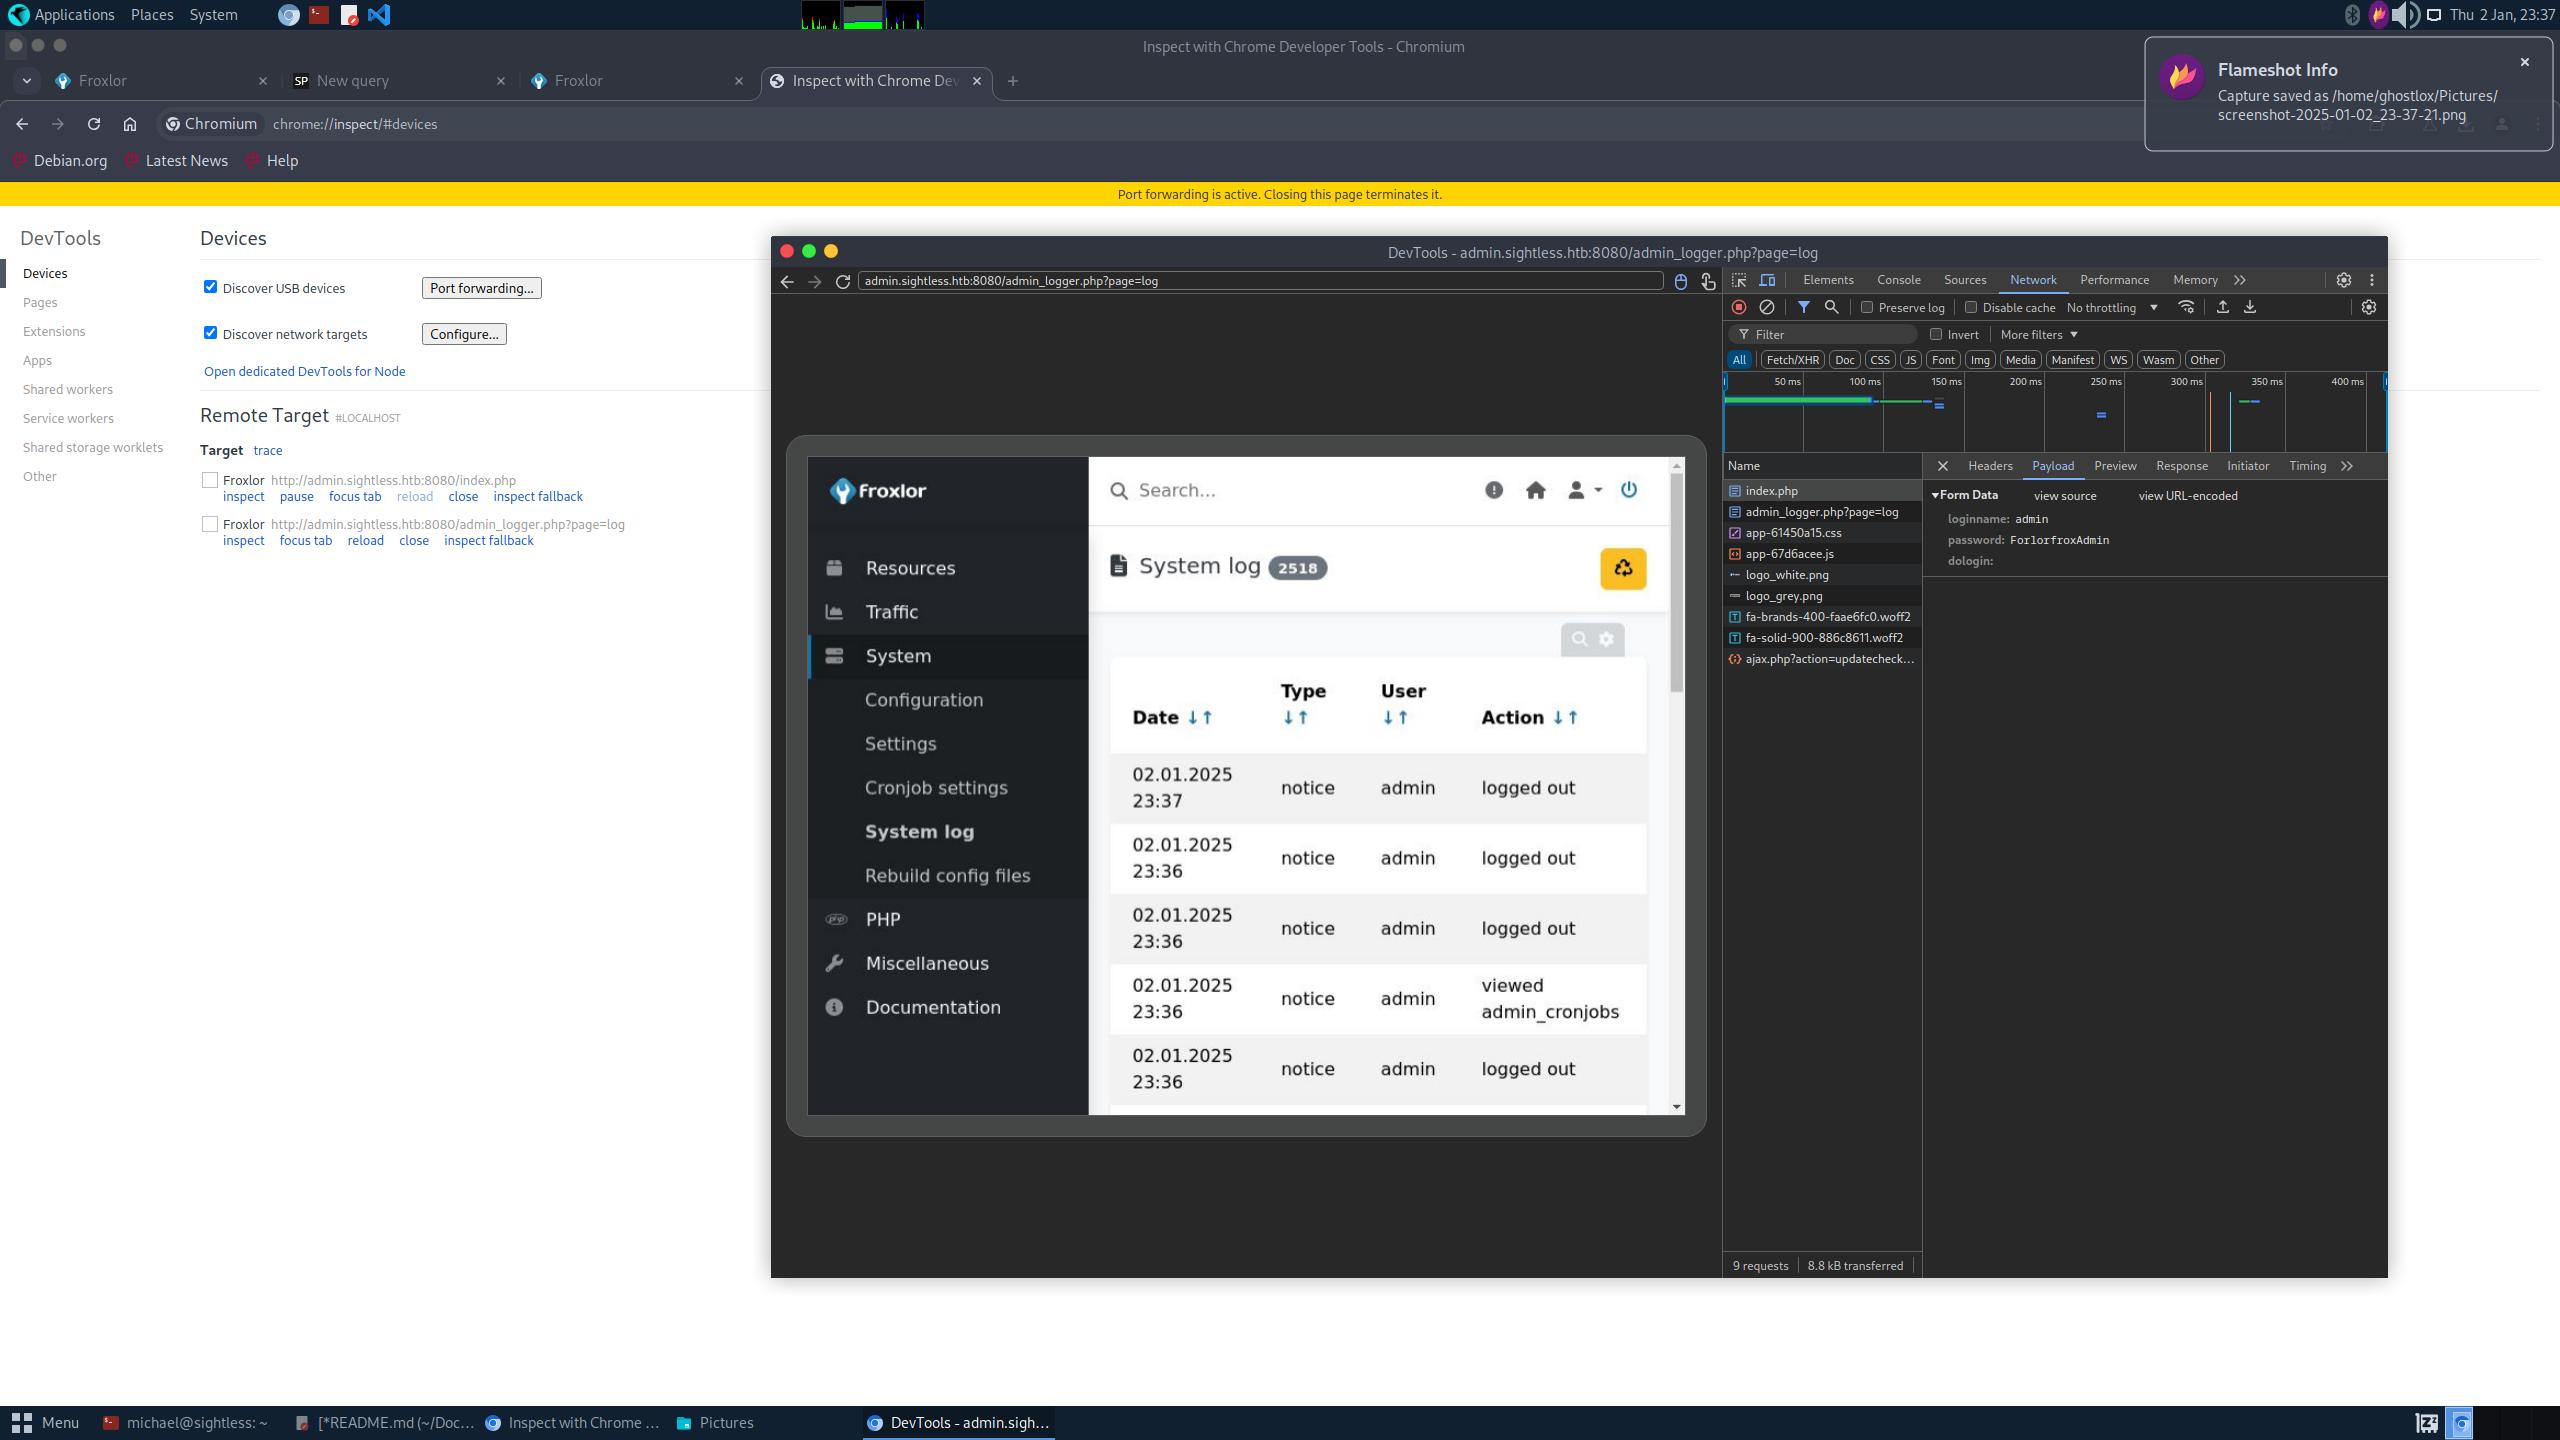 Applications Places System
Thu 2 Jan, 23:37
Inspect with Chrome Developer Tools - Chromium
Froxlor
New query
Froxlor
Inspect with Chrome Dev
Flameshot Info
Capture saved as /home/ghostlox/Pictures/
screenshot-2025-01-02_23-37-21.png
Chromium chrome://inspect/#devices
Debian.org Latest News Help
Port forwarding is active. Closing this page terminates it.
DevTools
Devices
Pages
Extensions
Apps
Shared workers
Service workers
Shared storage worklets
Other
Devices
Discover USB devices Port forwarding...
Discover network targets Configure...
Open dedicated DevTools for Node
Remote Target #LOCALHOST
Target trace
Froxlor http://admin.sightless.htb:8080/index.php
inspect pause focus tab reload close inspect fallback
Froxlor http://admin.sightless.htb:8080/admin_logger.php?page=log
inspect focus tab reload close inspect fallback
DevTools - admin.sightless.htb:8080/admin_logger.php?page=log
admin.sightless.htb:8080/admin_logger.php?page=log
froxlor
Search...
Resources
Traffic
System
Configuration
Settings
Cronjob settings
System log
Rebuild config files
PHP
Miscellaneous
Documentation
System log 2518
Date Type User Action
02.01.2025 23:37 notice admin logged out
02.01.2025 23:36 notice admin logged out
02.01.2025 23:36 notice admin logged out
02.01.2025 23:36 notice admin viewed admin_cronjobs
02.01.2025 23:36 notice admin logged out
Elements Console Sources Network Performance Memory
Preserve log Disable cache No throttling
Filter Invert More filters
All Fetch/XHR Doc CSS JS Font Img Media Manifest WS Wasm Other
50 ms 100 ms 150 ms 200 ms 250 ms 300 ms 350 ms 400 ms
Name
index.php
admin_logger.php?page=log
app-61450a15.css
app-67d6acee.js
logo_white.png
logo_grey.png
fa-brands-400-faae6fc0.woff2
fa-solid-900-886c8611.woff2
ajax.php?action=updatecheck...
Headers Payload Preview Response Initiator Timing
Form Data view source view URL-encoded
loginname: admin
password: ForlorfroxAdmin
dologin:
9 requests 8.8 kB transferred
Menu
michael@sightless: ~
[*README.md (~/Doc...
Inspect with Chrome ...
Pictures
DevTools - admin.sigh...